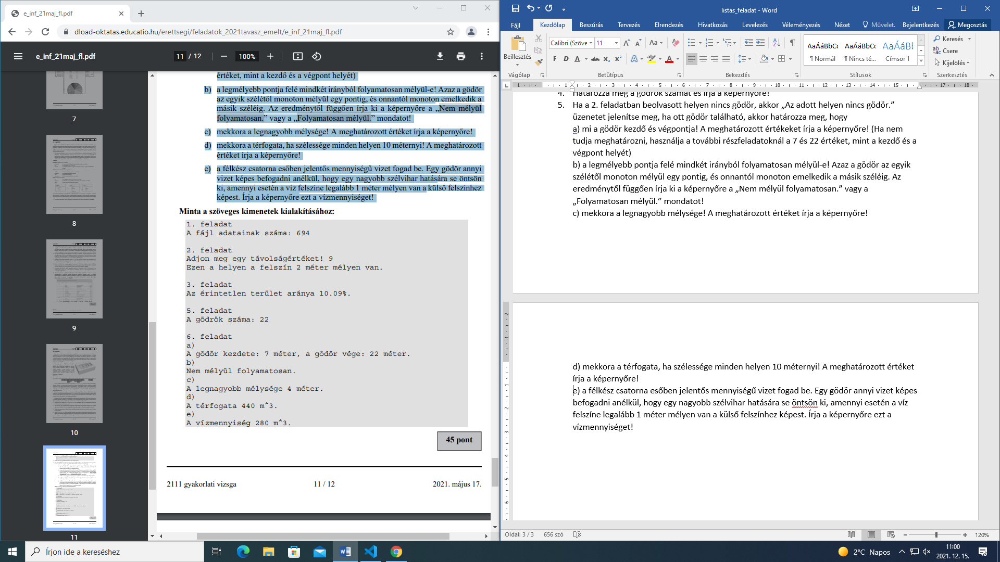 e_inf_21maj_fl.pdf
dload-oktatas.educatio.hu/erettsegi/feladatok_2021tavasz_emelt/e_inf_21maj_fl.pdf
e_inf_21maj_fl.pdf
11 / 12
100%
7
8
9
10
11
értéket, mint a kezdő és a végpont helyét)
b) a legmélyebb pontja felé mindkét irányból folyamatosan mélyül-e! Azaz a gödör
az egyik szélétől monoton mélyül egy pontig, és onnantól monoton emelkedik a
másik széléig. Az eredménytől függően írja ki a képernyőre a „Nem mélyül
folyamatosan.” vagy a „Folyamatosan mélyül.” mondatot!
c) mekkora a legnagyobb mélysége! A meghatározott értéket írja a képernyőre!
d) mekkora a térfogata, ha szélessége minden helyen 10 méternyi! A meghatározott
értéket írja a képernyőre!
e) a félkész csatorna esőben jelentős mennyiségű vizet fogad be. Egy gödör annyi
vizet képes befogadni anélkül, hogy egy nagyobb szélvihar hatására se öntsön
ki, amennyi esetén a víz felszíne legalább 1 méter mélyen van a külső felszínhez
képest. Írja a képernyőre ezt a vízmennyiséget!
Minta a szöveges kimenetek kialakításához:
1. feladat
A fájl adatainak száma: 694
2. feladat
Adjon meg egy távolságértéket! 9
Ezen a helyen a felszín 2 méter mélyen van.
3. feladat
Az érintetlen terület aránya 10.09%.
5. feladat
A gödrök száma: 22
6. feladat
a)
A gödör kezdete: 7 méter, a gödör vége: 22 méter.
b)
Nem mélyül folyamatosan.
c)
A legnagyobb mélysége 4 méter.
d)
A térfogata 440 m^3.
e)
A vízmennyiség 280 m^3.
45 pont
2111 gyakorlati vizsga
11 / 12
2021. május 17.
listas_feladat - Word
Fájl
Kezdőlap
Beszúrás
Tervezés
Elrendezés
Hivatkozás
Levelezés
Véleményezés
Nézet
Művelet.
Bejelentkezés
Megosztás
Beillesztés
Calibri (Szöve
11
AaÁáBbCc
AaÁáBbCc
AaÁáBb
¶ Normál
¶ Nincs té...
Címsor 1
Keresés
Csere
Kijelölés
Vágólap
Betűtípus
Bekezdés
Stílusok
Szerkesztés
4. Határozza meg a gödrök számát és írja a képernyőre!
5. Ha a 2. feladatban beolvasott helyen nincs gödör, akkor „Az adott helyen nincs gödör.”
üzenetet jelenítse meg, ha ott gödör található, akkor határozza meg, hogy
a) mi a gödör kezdő és végpontja! A meghatározott értékeket írja a képernyőre! (Ha nem
tudja meghatározni, használja a további részfeladatoknál a 7 és 22 értéket, mint a kezdő és a
végpont helyét)
b) a legmélyebb pontja felé mindkét irányból folyamatosan mélyül-e! Azaz a gödör az egyik
szélétől monoton mélyül egy pontig, és onnantól monoton emelkedik a másik széléig. Az
eredménytől függően írja ki a képernyőre a „Nem mélyül folyamatosan.” vagy a
„Folyamatosan mélyül.” mondatot!
c) mekkora a legnagyobb mélysége! A meghatározott értéket írja a képernyőre!
d) mekkora a térfogata, ha szélessége minden helyen 10 méternyi! A meghatározott értéket
írja a képernyőre!
e) a félkész csatorna esőben jelentős mennyiségű vizet fogad be. Egy gödör annyi vizet képes
befogadni anélkül, hogy egy nagyobb szélvihar hatására se öntsön ki, amennyi esetén a víz
felszíne legalább 1 méter mélyen van a külső felszínhez képest. Írja a képernyőre ezt a
vízmennyiséget!
Oldal: 3 / 3
656 szó
120%
Írjon ide a kereséshez
2°C Napos
11:00
2021. 12. 15.